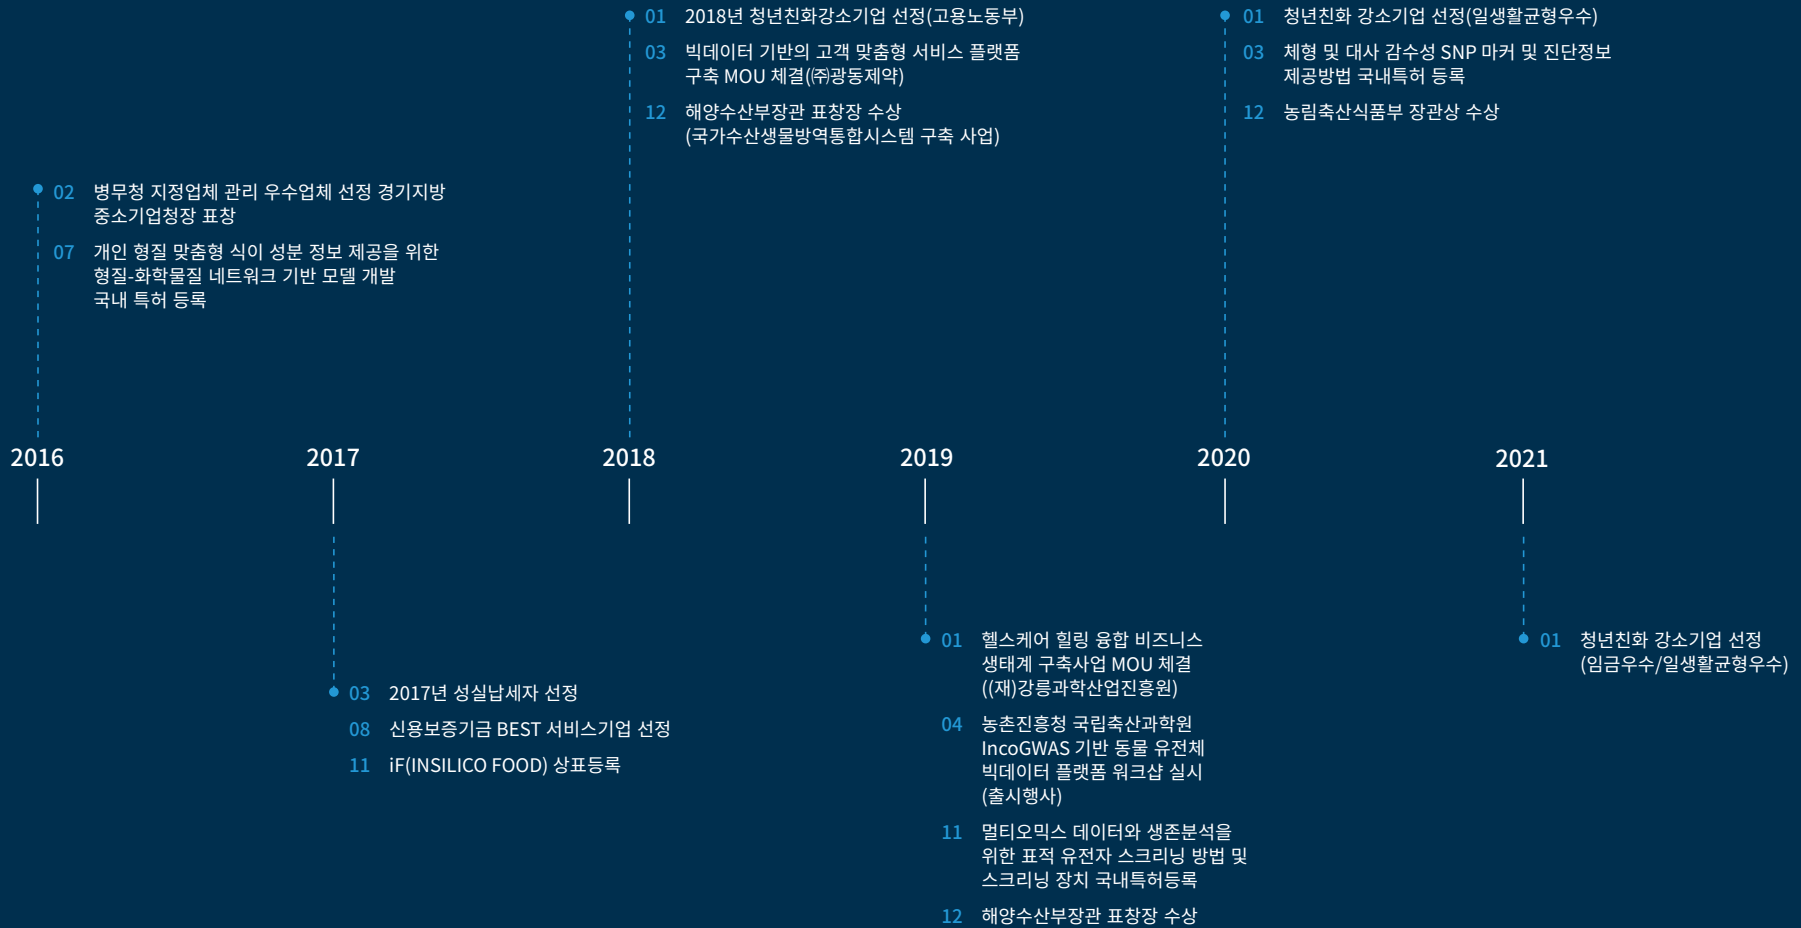 01 2018년 청년친화강소기업 선정(고용노동부)
03 빅데이터 기반의 고객 맞춤형 서비스 플랫폼
구축 MOU 체결(㈜광동제약)
12 해양수산부장관 표창장 수상
(국가수산생물방역통합시스템 구축 사업)
01 청년친화 강소기업 선정(일생활균형우수)
03 체형 및 대사 감수성 SNP 마커 및 진단정보
제공방법 국내특허 등록
12 농림축산식품부 장관상 수상
02 병무청 지정업체 관리 우수업체 선정 경기지방
중소기업청장 표창
07 개인 형질 맞춤형 식이 성분 정보 제공을 위한
형질-화학물질 네트워크 기반 모델 개발
국내 특허 등록
2016 2017 2018 2019 2020 2021
03 2017년 성실납세자 선정
08 신용보증기금 BEST 서비스기업 선정
11 iF(INSILICO FOOD) 상표등록
01 헬스케어 힐링 융합 비즈니스
생태계 구축사업 MOU 체결
((재)강릉과학산업진흥원)
04 농촌진흥청 국립축산과학원
IncoGWAS 기반 동물 유전체
빅데이터 플랫폼 워크샵 실시
(출시행사)
11 멀티오믹스 데이터와 생존분석을
위한 표적 유전자 스크리닝 방법 및
스크리닝 장치 국내특허등록
12 해양수산부장관 표창장 수상
01 청년친화 강소기업 선정
(임금우수/일생활균형우수)